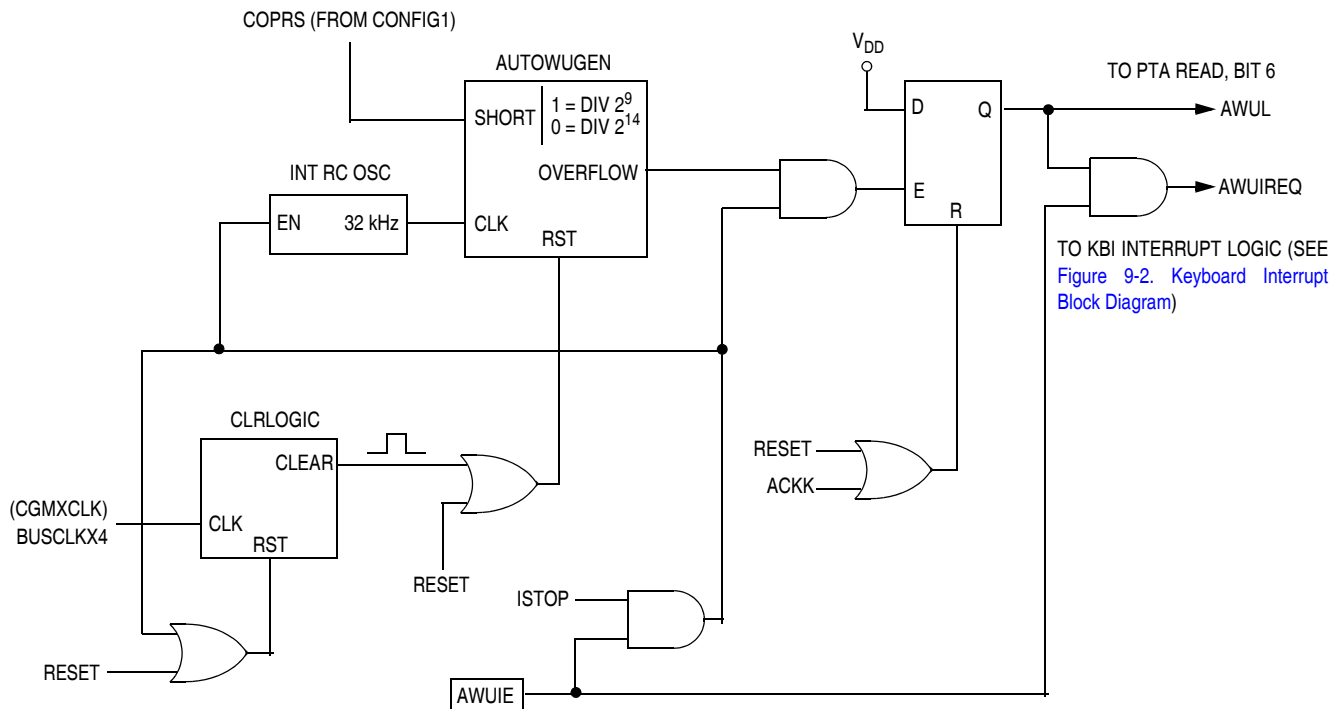 COPRS (FROM CONFIG1)
V_DD
AUTOWUGEN
TO PTA READ, BIT 6
SHORT
1 = DIV 2^9
0 = DIV 2^14
D
Q
AWUL
INT RC OSC
OVERFLOW
E
AWUIREQ
EN
32 kHz
CLK
RST
R
TO KBI INTERRUPT LOGIC (SEE
Figure 9-2. Keyboard Interrupt
Block Diagram)
CLRLOGIC
CLEAR
RESET
ACKK
(CGMXCLK)
BUSCLKX4
CLK
RST
RESET
ISTOP
RESET
AWUIE